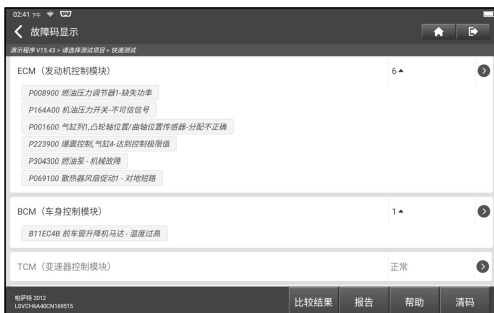 02:41 下午
故障码显示
演示程序 V15.43 > 请选择测试项目 > 快速测试
ECM（发动机控制模块）
6
P008900 燃油压力调节器1-缺失功率
P164A00 机油压力开关-不可信信号
P001600 气缸列1,凸轮轴位置/曲轴位置传感器-分配不正确
P223900 爆震控制,气缸4-达到控制极限值
P304300 燃油泵 - 机械故障
P069100 散热器风扇促动1 - 对地短路
BCM（车身控制模块）
1
B11EC4B 前车窗升降机马达 - 温度过高
TCM（变速器控制模块）
正常
帕萨特 2012
LSVCH6A40CN169515
比较结果
报告
帮助
清码